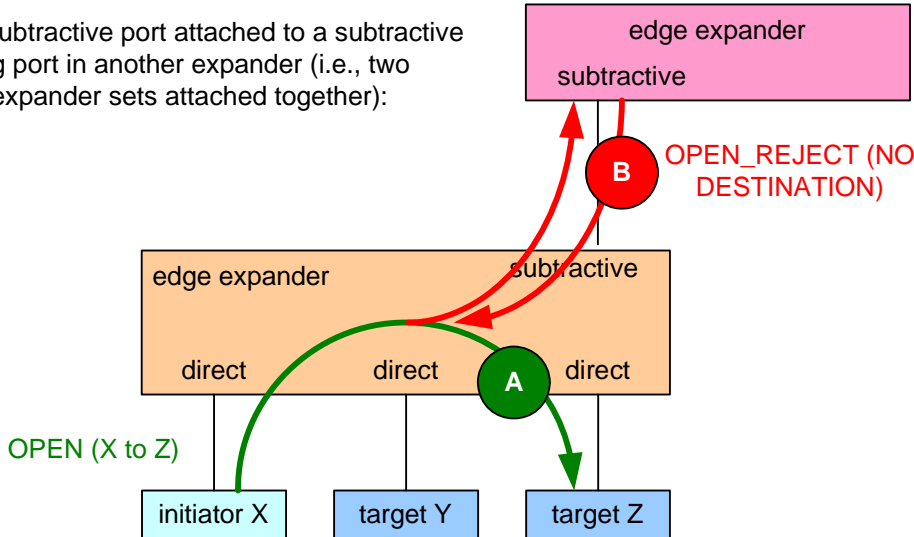 subtractive port attached to a subtractive
port in another expander (i.e., two
expander sets attached together):
edge expander
subtractive
B
OPEN_REJECT (NO
DESTINATION)
edge expander
subtractive
direct
direct
A
direct
OPEN (X to Z)
initiator X
target Y
target Z